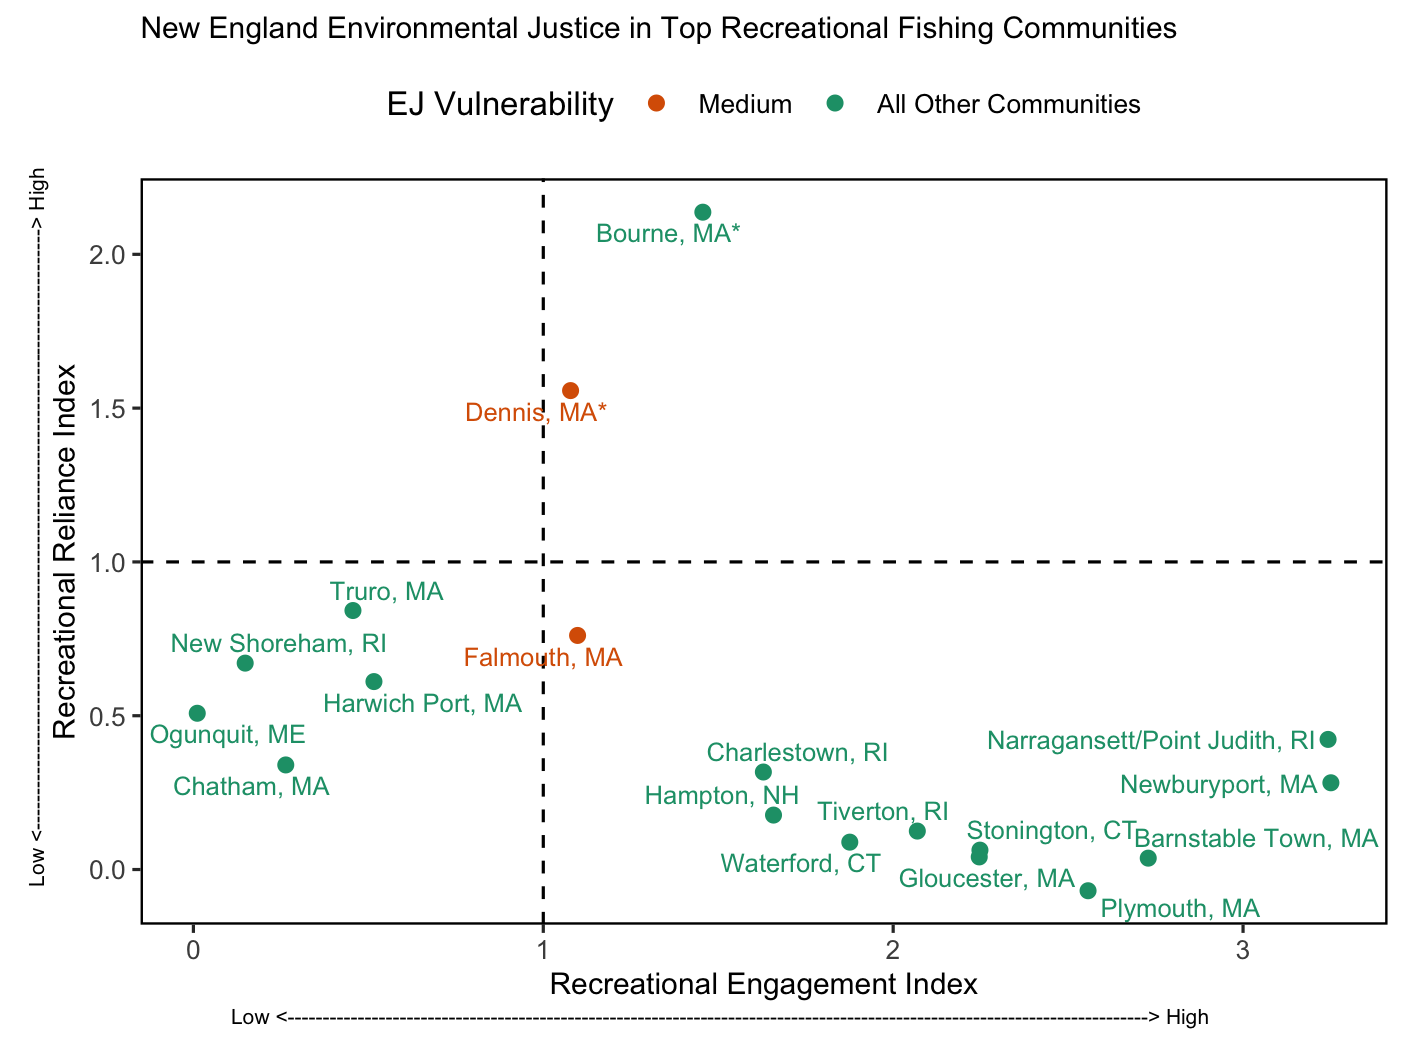 New England Environmental Justice in Top Recreational Fishing Communities
EJ Vulnerability Medium All Other Communities
Low <-----------------------------------------------------------------> High
Recreational Reliance Index
2.0
1.5
1.0
0.5
0.0
Bourne, MA*
Dennis, MA*
Truro, MA
New Shoreham, RI
Falmouth, MA
Harwich Port, MA
Ogunquit, ME
Narragansett/Point Judith, RI
Charlestown, RI
Chatham, MA
Newburyport, MA
Hampton, NH
Tiverton, RI
Stonington, CT
Barnstable Town, MA
Waterford, CT
Gloucester, MA
Plymouth, MA
0 1 2 3
Recreational Engagement Index
Low <-----------------------------------------------------------------> High